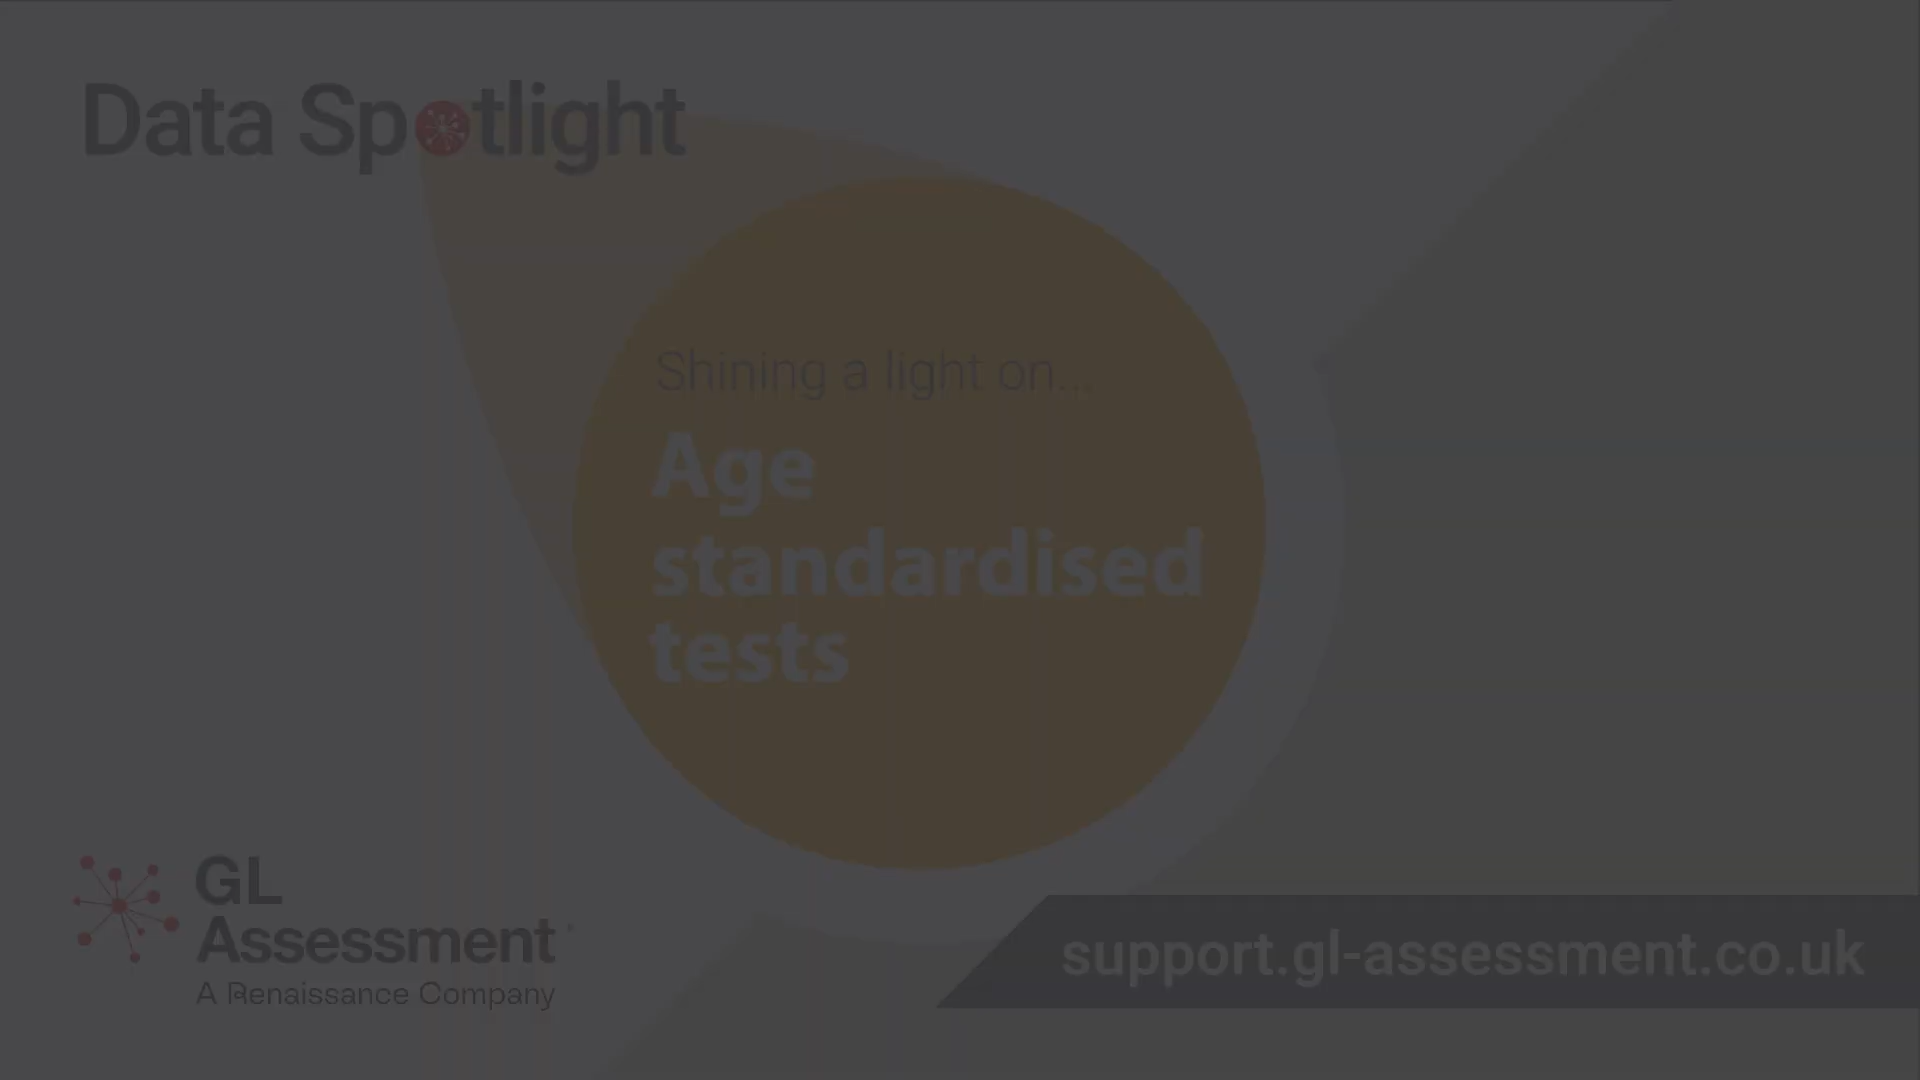 Data Spotlight
Shining a light on...
Age
standardised
tests
GL
Assessment
A Renaissance Company
support.gl-assessment.co.uk